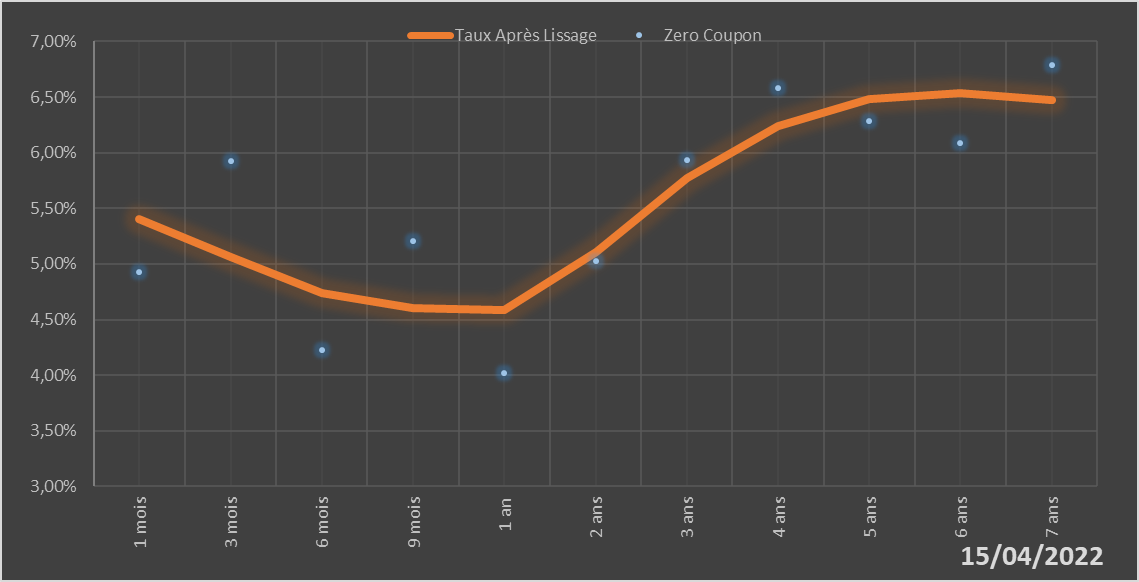 Taux Après Lissage Zero Coupon
7,00%
6,50%
6,00%
5,50%
5,00%
4,50%
4,00%
3,50%
3,00%
1 mois
3 mois
6 mois
9 mois
1 an
2 ans
3 ans
4 ans
5 ans
6 ans
7 ans
15/04/2022